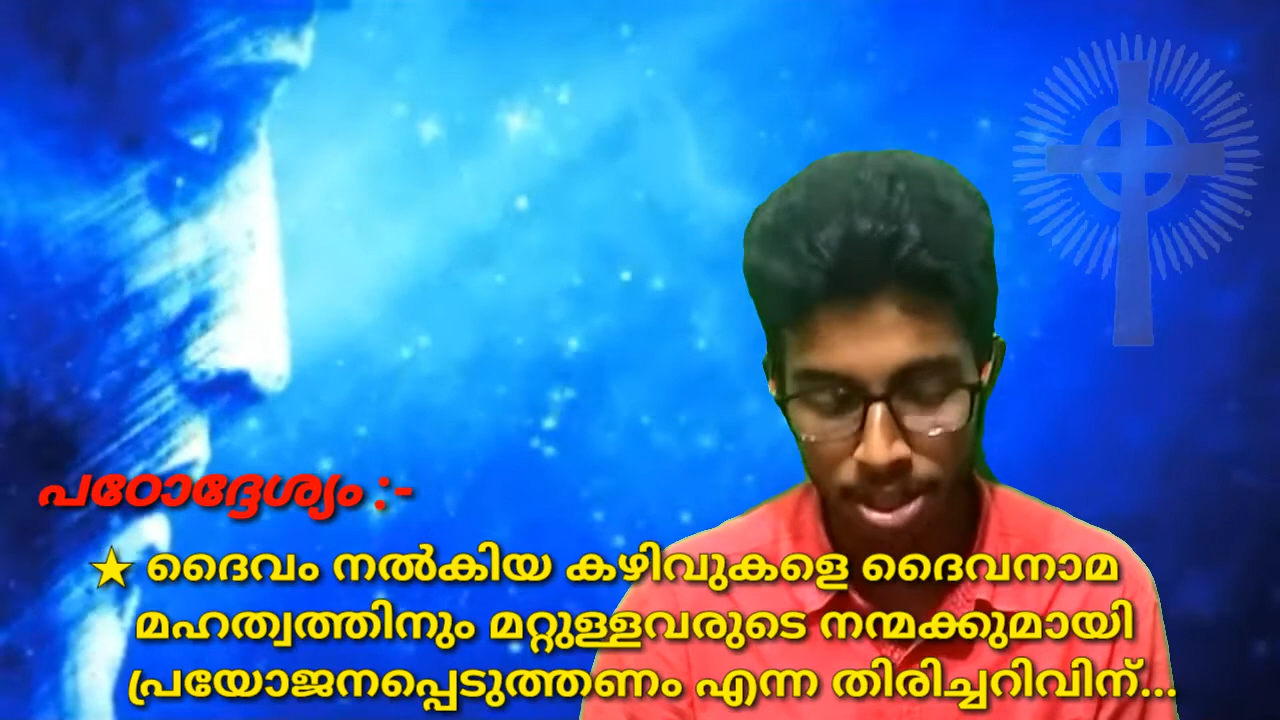 പഠോദ്ദേശ്യം :-
★ ദൈവം നൽകിയ കഴിവുകളെ ദൈവനാമ
മഹത്വത്തിനും മറ്റുള്ളവരുടെ നന്മക്കുമായി
പ്രയോജനപ്പെടുത്തണം എന്ന തിരിച്ചറിവിന്...